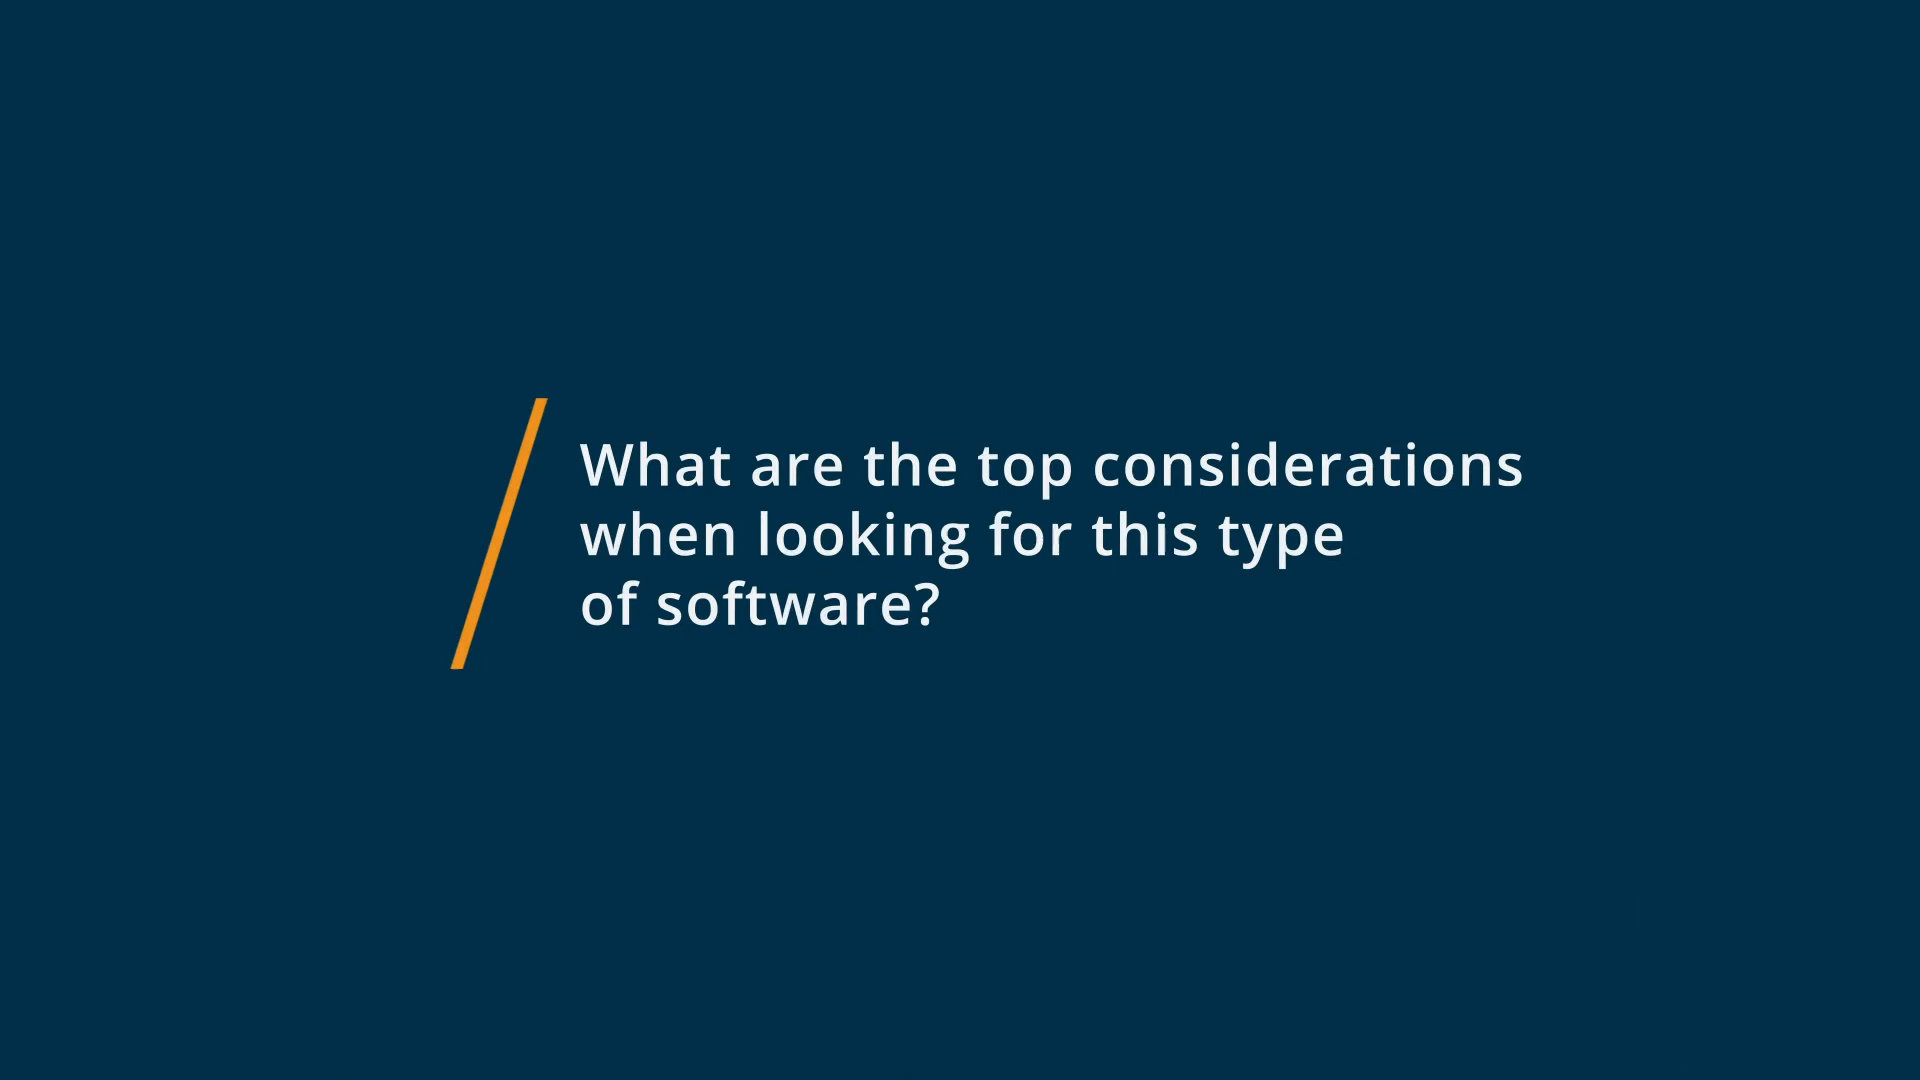 What are the top considerations
when looking for this type
of software?